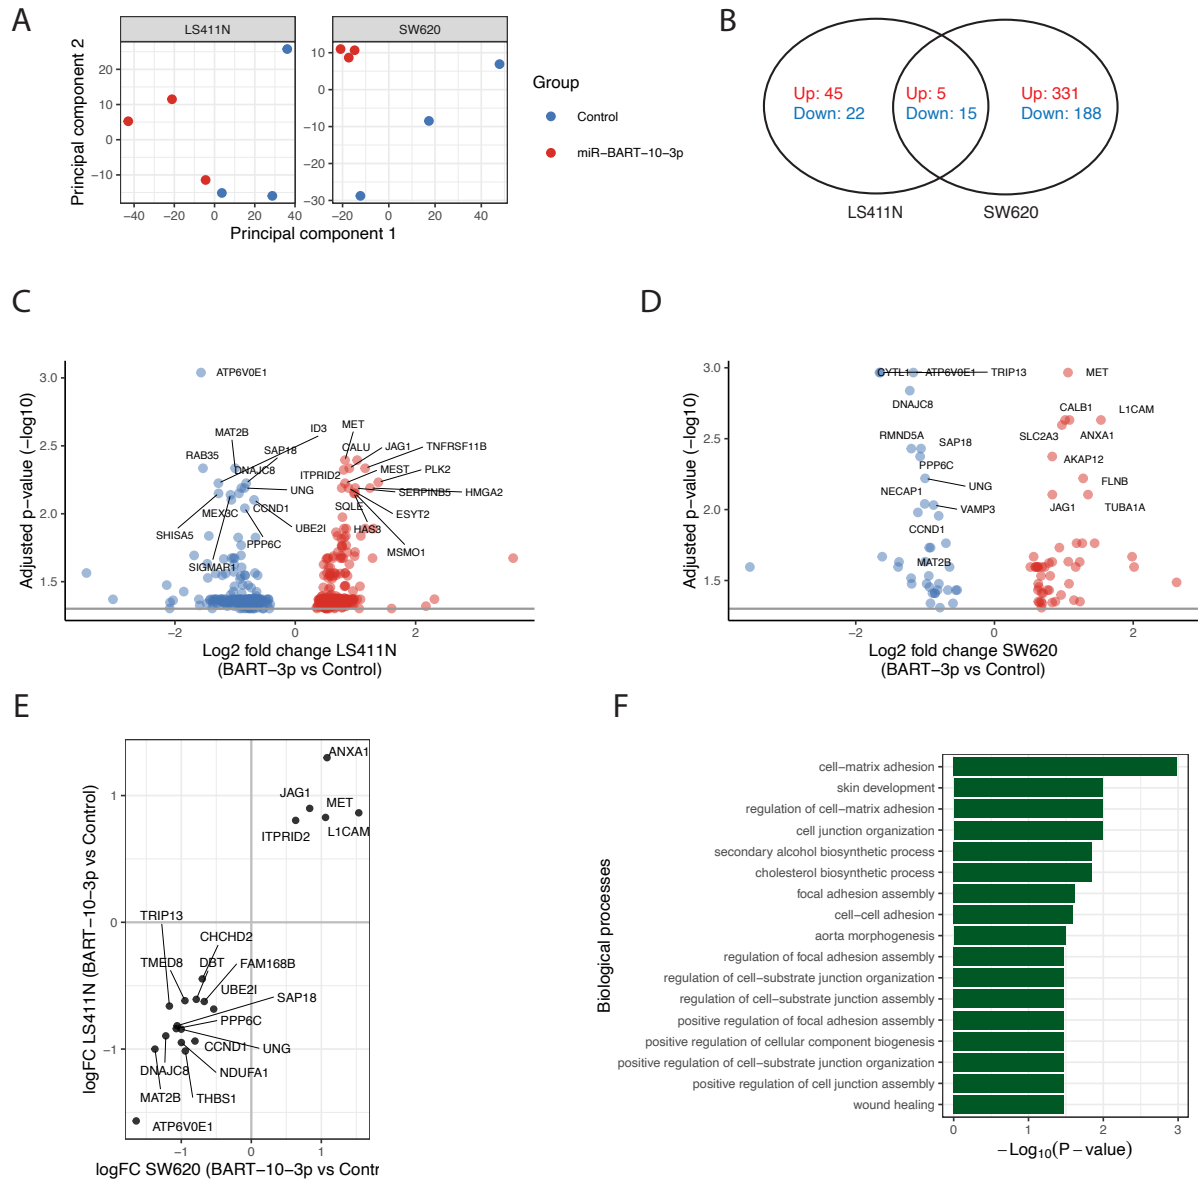 A
LS411N
SW620
Principal component 2
20
10
0
−10
10
0
−10
−20
−30
−40
−20
0
20
40
−20
0
20
40
Principal component 1
Group
Control
miR−BART−10−3p
B
Up: 45
Down: 22
Up: 5
Down: 15
Up: 331
Down: 188
LS411N
SW620
C
Adjusted p−value (−log10)
3.0
2.5
2.0
1.5
ATP6V0E1
MET
ID3
MAT2B
CALU
JAG1
TNFRSF11B
SAP18
RAB35
DNAJC8
ITPRID2
MEST
PLK2
UNG
SERPINB5
HMGA2
MEX3C
CCND1
SQLE
ESYT2
SHISA5
UBE2I
HAS3
PPP6C
MSMO1
SIGMAR1
−2
0
2
Log2 fold change LS411N
(BART−3p vs Control)
D
Adjusted p−value (−log10)
3.0
2.5
2.0
1.5
CYTL1
ATP6V0E1
TRIP13
MET
DNAJC8
CALB1
L1CAM
RMND5A
SAP18
SLC2A3
ANXA1
PPP6C
AKAP12
UNG
FLNB
NECAP1
VAMP3
JAG1
TUBA1A
CCND1
MAT2B
−2
0
2
Log2 fold change SW620
(BART−3p vs Control)
E
logFC LS411N (BART−10−3p vs Control)
1
0
−1
ANXA1
JAG1
MET
ITPRID2
L1CAM
TRIP13
CHCHD2
TMED8
DBT
FAM168B
UBE2I
SAP18
PPP6C
CCND1
UNG
DNAJC8
NDUFA1
MAT2B
THBS1
ATP6V0E1
−1
0
1
logFC SW620 (BART−10−3p vs Contr
F
Biological processes
cell−matrix adhesion
skin development
regulation of cell−matrix adhesion
cell junction organization
secondary alcohol biosynthetic process
cholesterol biosynthetic process
focal adhesion assembly
cell−cell adhesion
aorta morphogenesis
regulation of focal adhesion assembly
regulation of cell−substrate junction organization
regulation of cell−substrate junction assembly
positive regulation of focal adhesion assembly
positive regulation of cellular component biogenesis
positive regulation of cell−substrate junction organization
positive regulation of cell junction assembly
wound healing
0
1
2
3
−Log10(P−value)